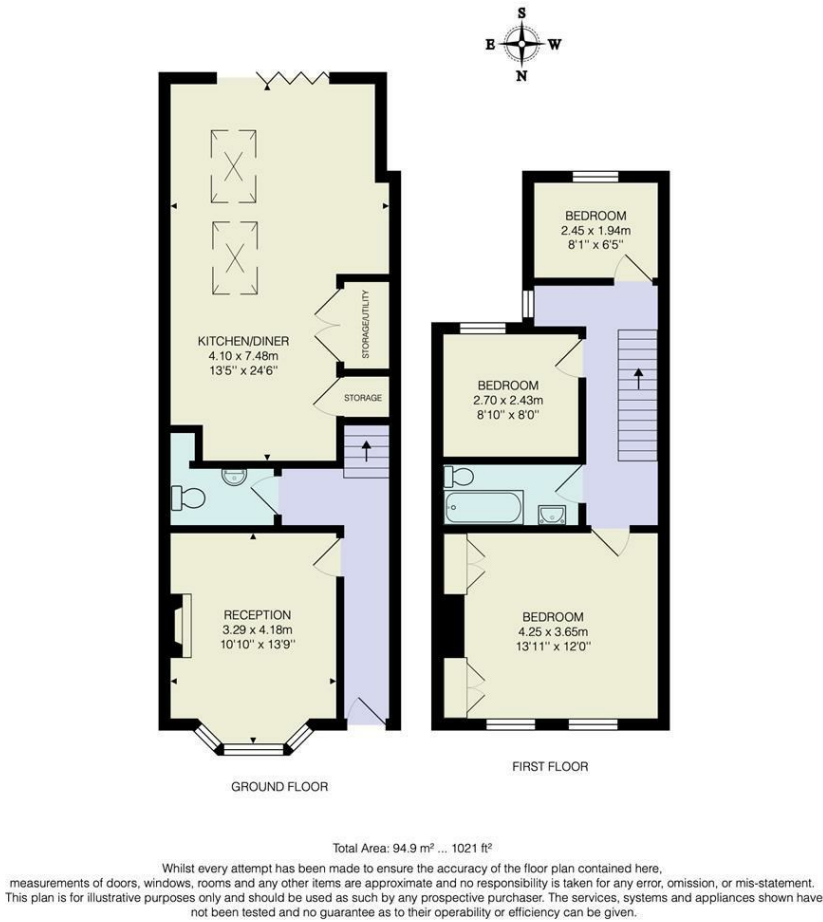 S
E W
N
BEDROOM
2.45 x 1.94m
8'1" x 6'5"
STORAGE/UTILITY
KITCHEN/DINER
4.10 x 7.48m
13'5" x 24'6"
STORAGE
BEDROOM
2.70 x 2.43m
8'10" x 8'0"
RECEPTION
3.29 x 4.18m
10'10" x 13'9"
BEDROOM
4.25 x 3.65m
13'11" x 12'0"
GROUND FLOOR
FIRST FLOOR
Total Area: 94.9 m² ... 1021 ft²
Whilst every attempt has been made to ensure the accuracy of the floor plan contained here,
measurements of doors, windows, rooms and any other items are approximate and no responsibility is taken for any error, omission, or mis-statement.
This plan is for illustrative purposes only and should be used as such by any prospective purchaser. The services, systems and appliances shown have
not been tested and no guarantee as to their operability or efficiency can be given.